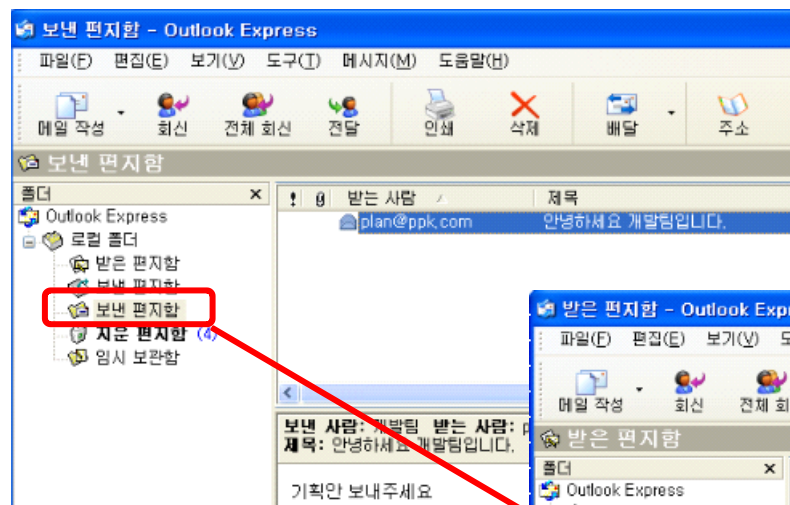 보낸 편지함 - Outlook Express
파일(F) 편집(E) 보기(V) 도구(T) 메시지(M) 도움말(H)
메일 작성 회신 전체 회신 전달 인쇄 삭제 배달 주소
보낸 편지함
폴더 × ! 받는 사람 제목
Outlook Express
plan@ppk.com 안녕하세요 개발팀입니다.
로컬 폴더
받은 편지함
보낼 편지함
보낸 편지함
지운 편지함 (4)
임시 보관함
보낸 사람: 개발팀 받는 사람: p
제목: 안녕하세요 개발팀입니다.
기획안 보내주세요
받은 편지함 - Outlook Exp
파일(F) 편집(E) 보기(V)
메일 작성 회신 전체 회
받은 편지함
폴더 ×
Outlook Express